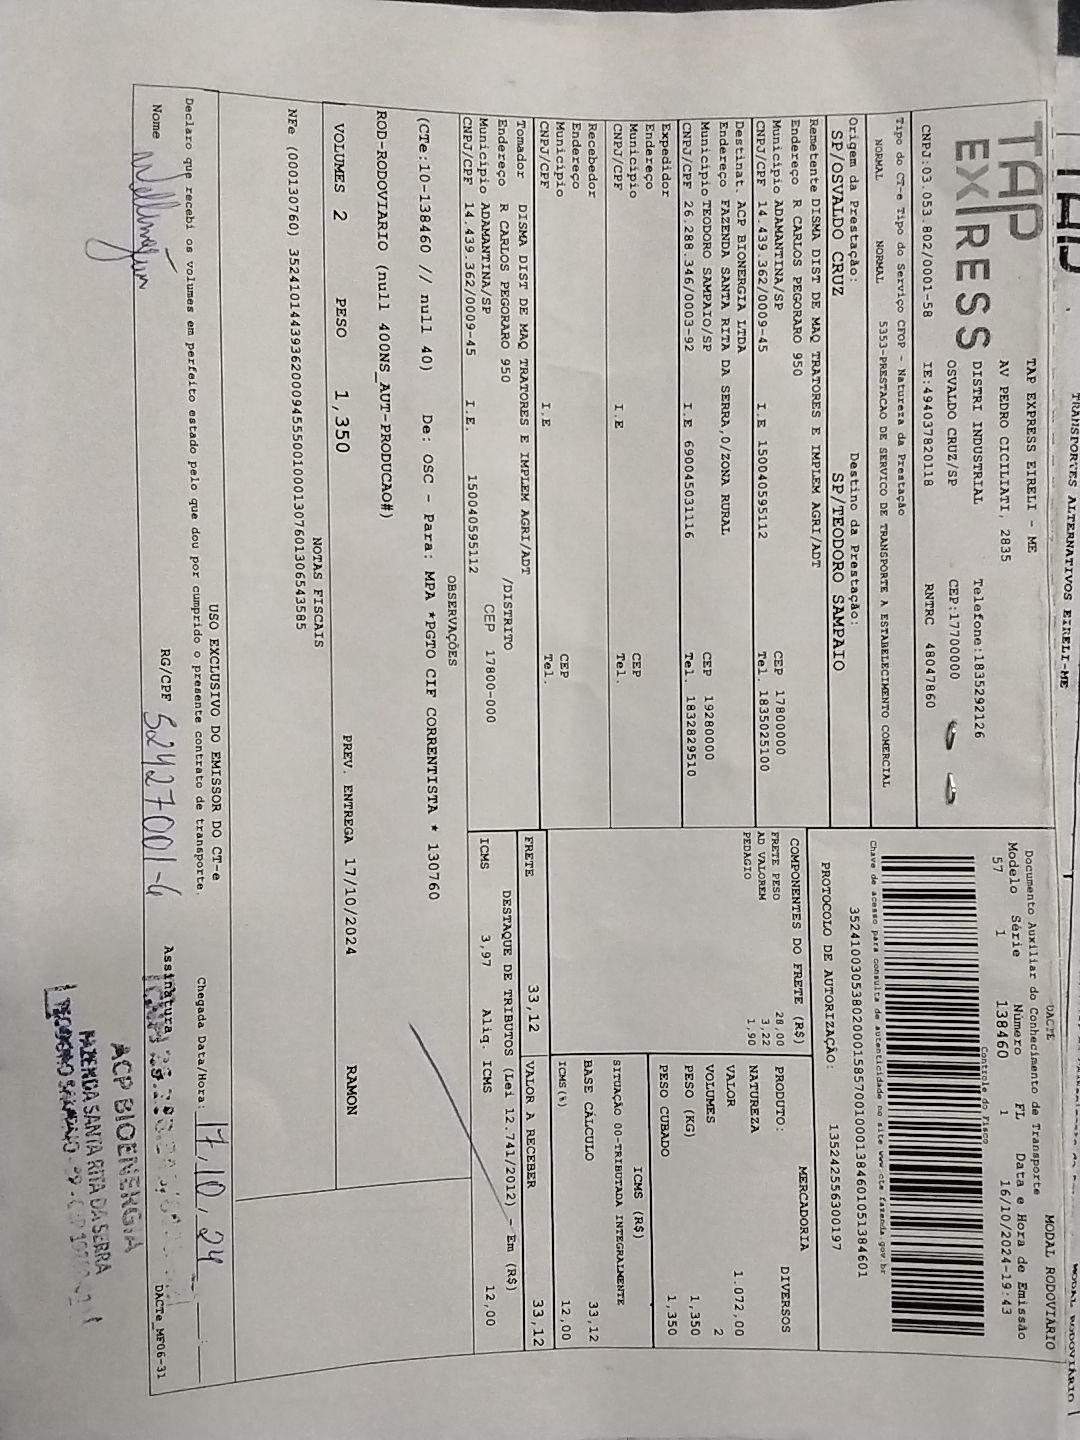 TRANSPORTES ALTERNATIVOS EIRELI-ME
MODAL RODOVIÁRIO
TAP
EXPRESS
TAP EXPRESS EIRELI - ME
AV PEDRO CICILIATI, 2835
DISTRI INDUSTRIAL
Telefone:1835292126
OSVALDO CRUZ/SP
CEP:17700000
CNPJ:03.053.802/0001-58
IE:494037820118
RNTRC 48047860
DACTE
MODAL RODOVIÁRIO
Documento Auxiliar do Conhecimento de Transporte
Modelo Série Número FL Data e Hora de Emissão
57 1 138460 1 16/10/2024-19:43
Controle do Fisco
Chave de acesso para consulta de autenticidade no site www.cte.fazenda.gov.br
35241003053802000158570010001384601051384601
PROTOCOLO DE AUTORIZAÇÃO: 135242556300197
Tipo do CT-e Tipo do Serviço CFOP - Natureza da Prestação
NORMAL NORMAL 5353-PRESTACAO DE SERVICO DE TRANSPORTE A ESTABELECIMENTO COMERCIAL
Origem da Prestação: Destino da Prestação:
SP/OSVALDO CRUZ SP/TEODORO SAMPAIO
Remetente DISMA DIST DE MAQ TRATORES E IMPLEM AGRI/ADT
Endereço R CARLOS PEGORARO 950
Município ADAMANTINA/SP CEP 17800000
CNPJ/CPF 14.439.362/0009-45 I.E 150040595112 Tel. 1835025100
Destinat. ACP BIONERGIA LTDA
Endereço FAZENDA SANTA RITA DA SERRA,0/ZONA RURAL
Município TEODORO SAMPAIO/SP CEP 19280000
CNPJ/CPF 26.288.346/0003-92 I.E 690045031116 Tel. 1832829510
Expedidor
Endereço
Município CEP
CNPJ/CPF I.E Tel.
Recebedor
Endereço
Município CEP
CNPJ/CPF I.E Tel.
Tomador DISMA DIST DE MAQ TRATORES E IMPLEM AGRI/ADT
Endereço R CARLOS PEGORARO 950 /DISTRITO
Município ADAMANTINA/SP CEP 17800-000
CNPJ/CPF 14.439.362/0009-45 I.E. 150040595112
COMPONENTES DO FRETE (R$)
FRETE PESO 28,00
AD VALOREM 3,22
PEDAGIO 1,90
MERCADORIA
PRODUTO: DIVERSOS
NATUREZA
VALOR 1.072,00
VOLUMES 2
PESO (KG) 1,350
PESO CUBADO 1,350
ICMS (R$)
SITUAÇÃO 00-TRIBUTADA INTEGRALMENTE
BASE CÁLCULO 33,12
ICMS(%) 12,00
FRETE 33,12 VALOR A RECEBER 33,12
DESTAQUE DE TRIBUTOS (Lei 12.741/2012) - Em (R$)
ICMS 3,97 Aliq. ICMS 12,00
OBSERVAÇÕES
(CTe:10-138460 // null 40) De: OSC - Para: MPA *PGTO CIF CORRENTISTA * 130760
ROD-RODOVIARIO (null 400NS_AUT-PRODUCAO#)
VOLUMES 2 PESO 1,350 PREV. ENTREGA 17/10/2024 RAMON
NOTAS FISCAIS
NFe (000130760) 35241014439362000945550010001307601306543585
USO EXCLUSIVO DO EMISSOR DO CT-e
Declaro que recebi os volumes em perfeito estado pelo que dou por cumprido o presente contrato de transporte.
Chegada Data/Hora: 17,10,24 :
Nome RG/CPF 52427001-6 Assinatura
DACTe_MF06-31
ACP BIOENERGIA
FAZENDA SANTA RITA DA SERRA